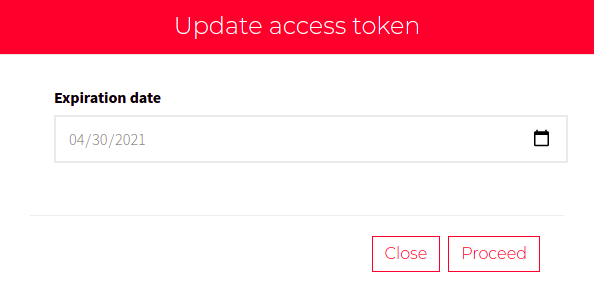 Update access token
Expiration date
04/30/2021
Close Proceed